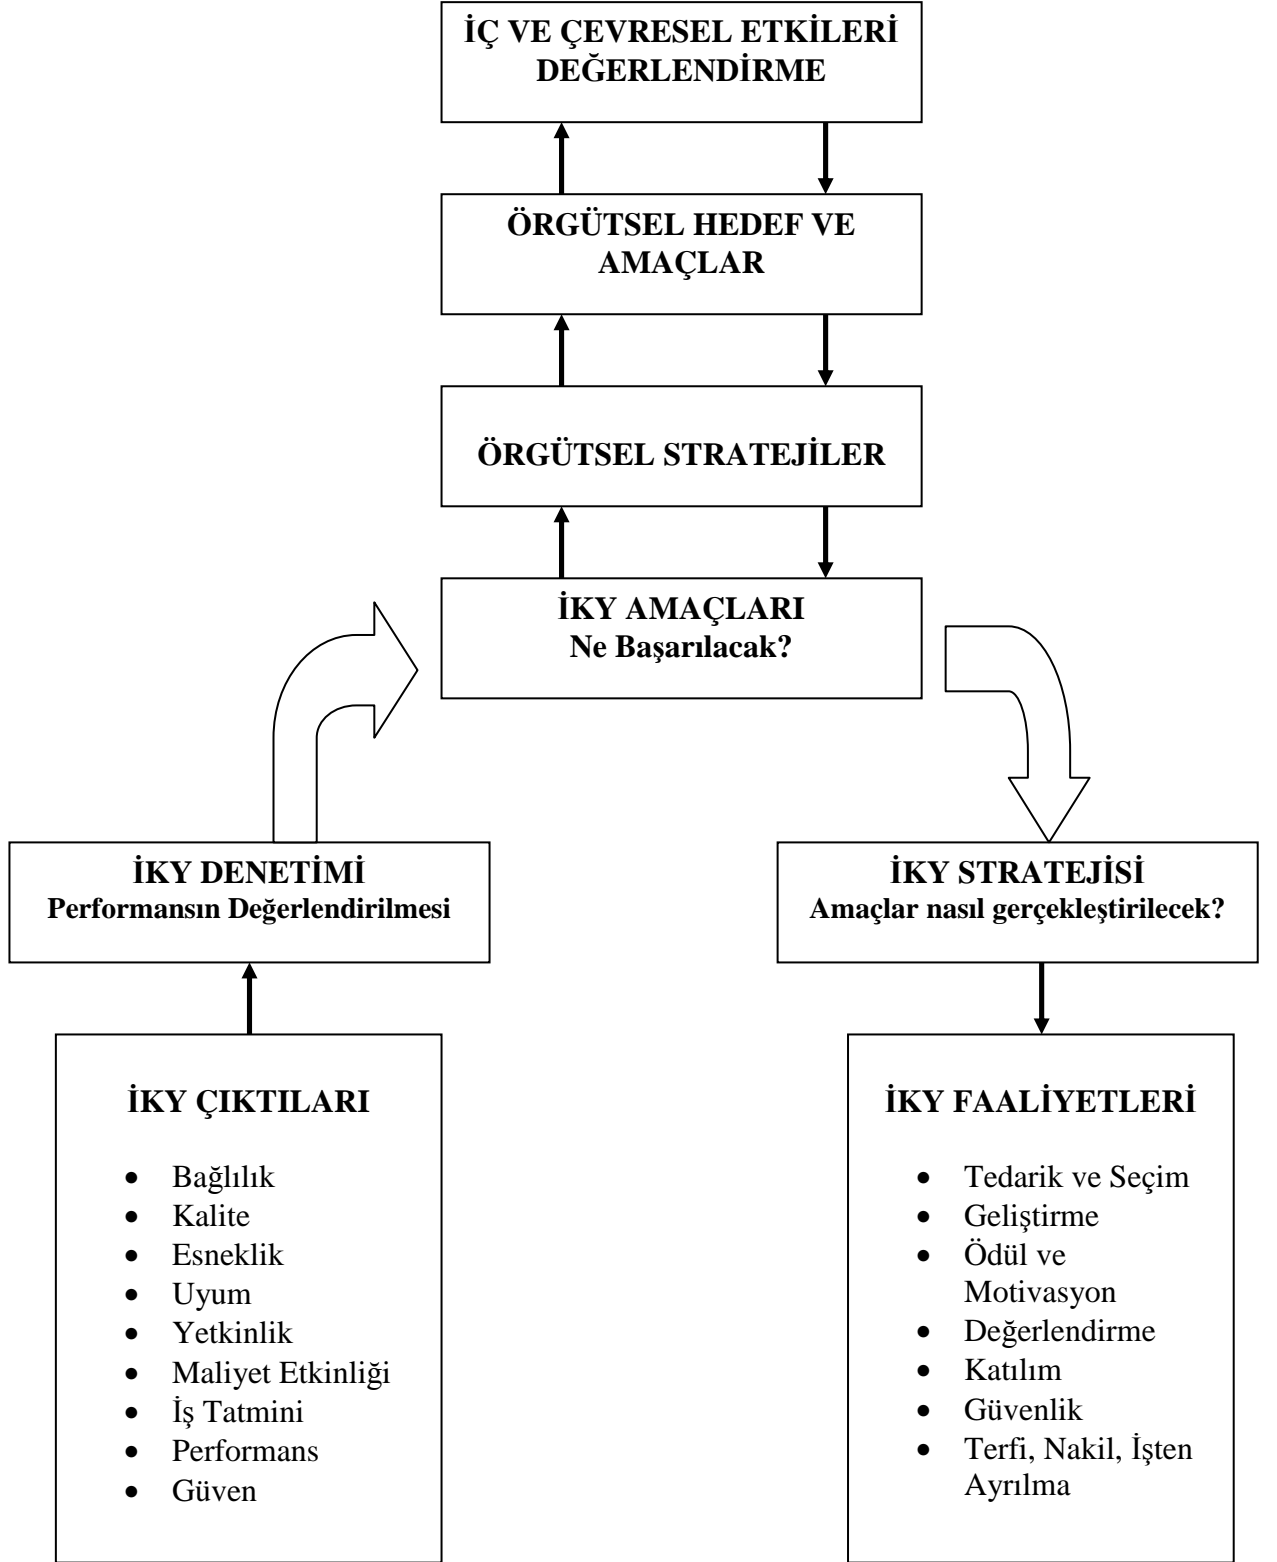 İÇ VE ÇEVRESEL ETKİLERİ
DEĞERLENDİRME
ÖRGÜTSEL HEDEF VE
AMAÇLAR
ÖRGÜTSEL STRATEJİLER
İKY AMAÇLARI
Ne Başarılacak?
İKY DENETİMİ
Performansın Değerlendirilmesi
İKY STRATEJİSİ
Amaçlar nasıl gerçekleştirilecek?
İKY ÇIKTILARI
• Bağlılık
• Kalite
• Esneklik
• Uyum
• Yetkinlik
• Maliyet Etkinliği
• İş Tatmini
• Performans
• Güven
İKY FAALİYETLERİ
• Tedarik ve Seçim
• Geliştirme
• Ödül ve
Motivasyon
• Değerlendirme
• Katılım
• Güvenlik
• Terfi, Nakil, İşten
Ayrılma